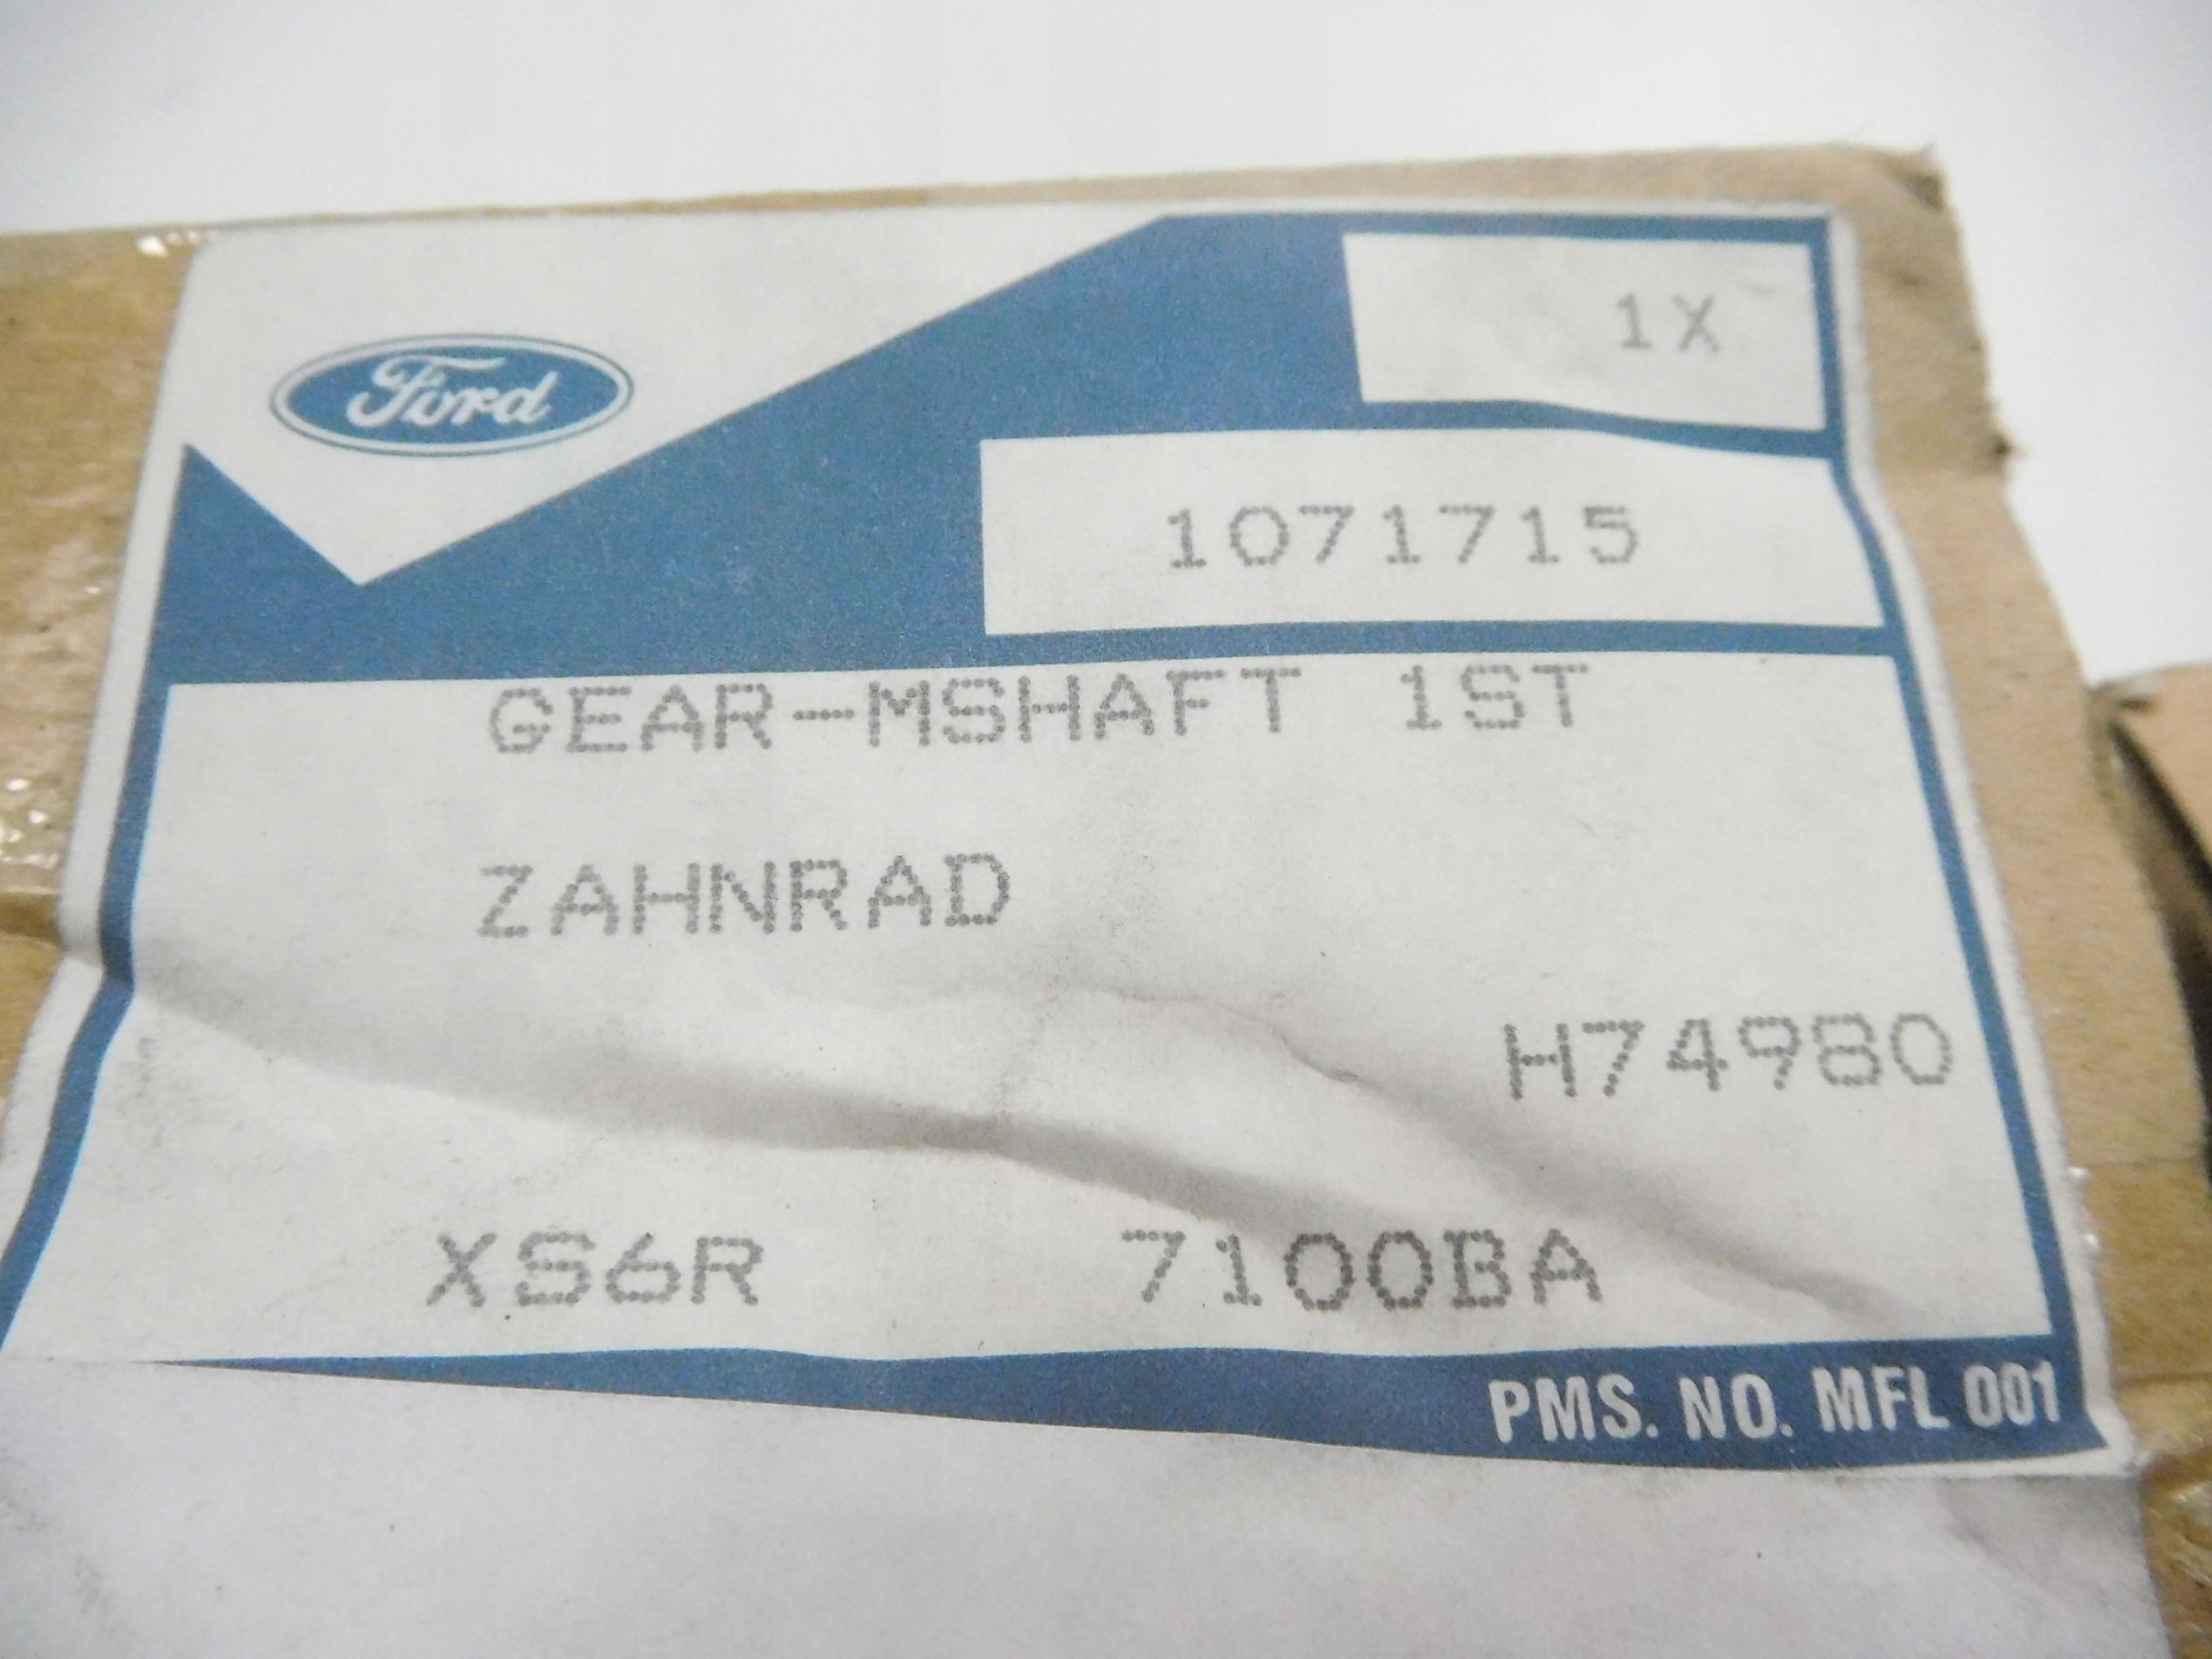 Ford
1X
1071715
GEAR-MSHAFT 1ST
ZAHNRAD
H74980
XS6R 7100BA
PMS. NO. MFL 001